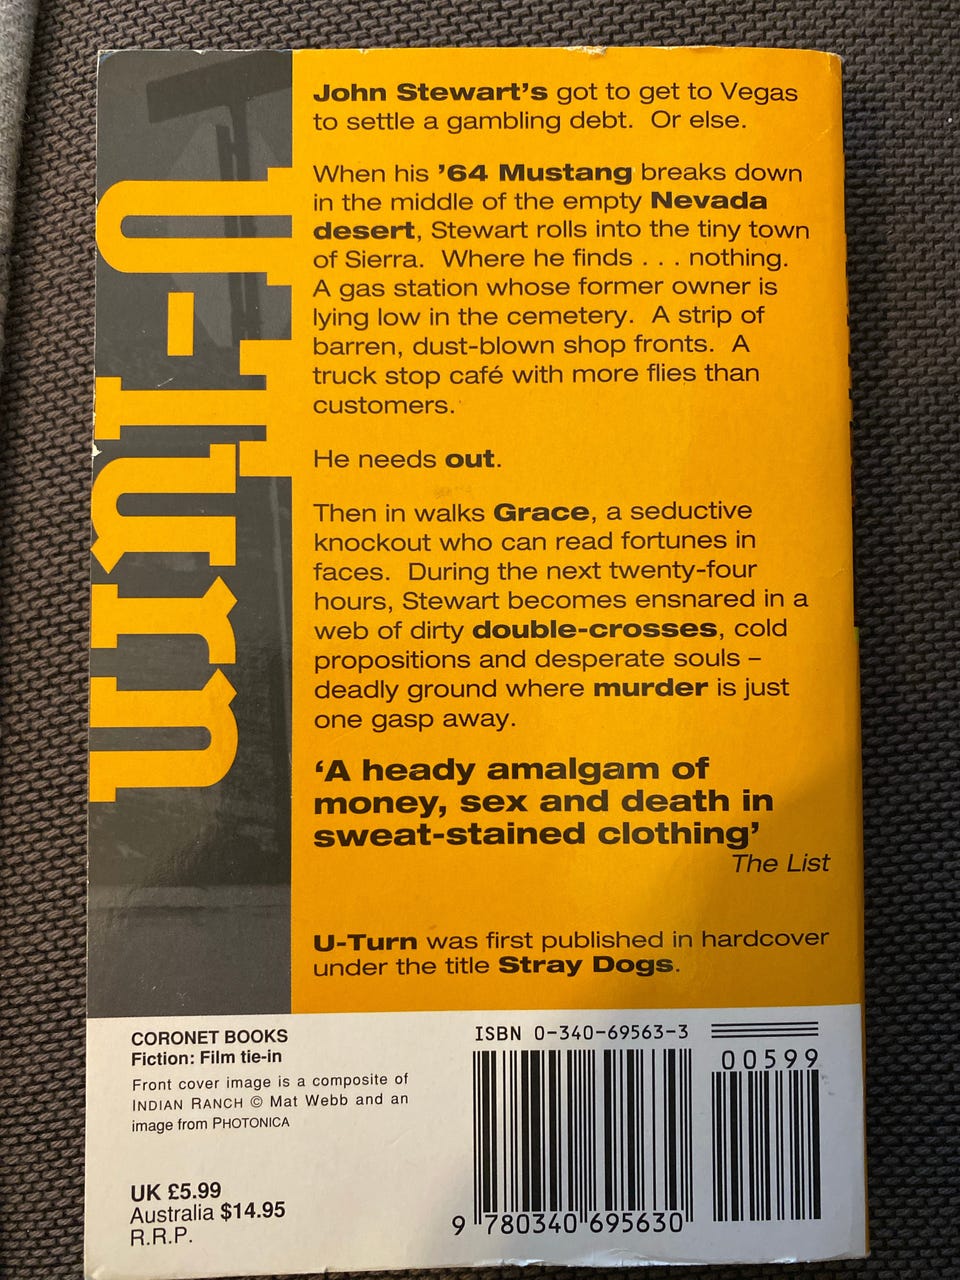 U-Turn
John Stewart's got to get to Vegas
to settle a gambling debt.  Or else.
When his '64 Mustang breaks down
in the middle of the empty Nevada
desert, Stewart rolls into the tiny town
of Sierra.  Where he finds . . . nothing.
A gas station whose former owner is
lying low in the cemetery.  A strip of
barren, dust-blown shop fronts.  A
truck stop café with more flies than
customers.
He needs out.
Then in walks Grace, a seductive
knockout who can read fortunes in
faces.  During the next twenty-four
hours, Stewart becomes ensnared in a
web of dirty double-crosses, cold
propositions and desperate souls –
deadly ground where murder is just
one gasp away.
‘A heady amalgam of
money, sex and death in
sweat-stained clothing’
The List
U-Turn was first published in hardcover
under the title Stray Dogs.
CORONET BOOKS
Fiction: Film tie-in
Front cover image is a composite of
INDIAN RANCH © Mat Webb and an
image from PHOTONICA
UK £5.99
Australia $14.95
R.R.P.
ISBN 0-340-69563-3
00599
9 780340 695630